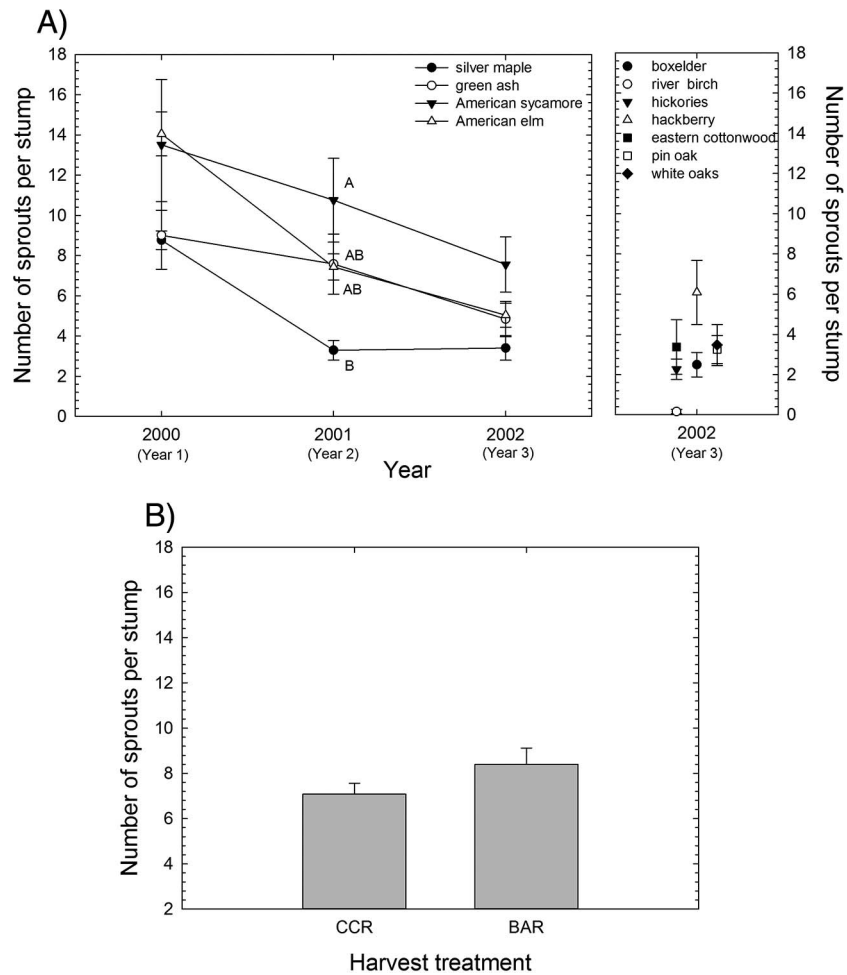 A)
18
16
14
12
10
8
6
4
2
0
Number of sprouts per stump
silver maple
green ash
American sycamore
American elm
A
AB
AB
B
2000
(Year 1)
2001
(Year 2)
2002
(Year 3)
Year
boxelder
river birch
hickories
hackberry
eastern cottonwood
pin oak
white oaks
18
16
14
12
10
8
6
4
2
0
Number of sprouts per stump
2002
(Year 3)
B)
18
16
14
12
10
8
6
4
2
Number of sprouts per stump
CCR
BAR
Harvest treatment